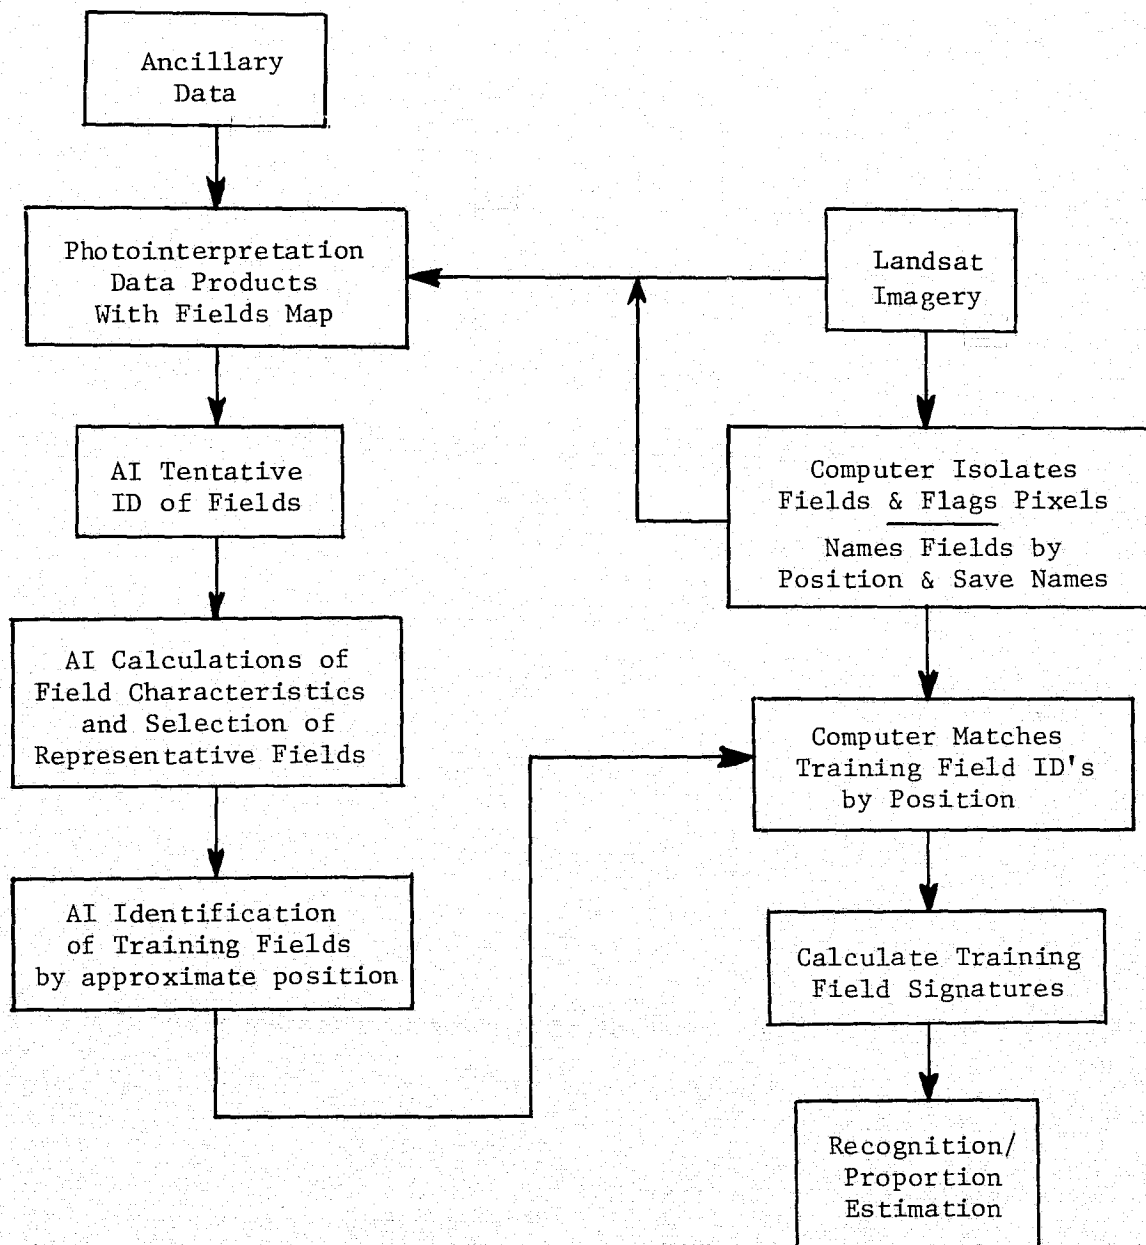 Ancillary
Data
Photointerpretation
Data Products
With Fields Map
Landsat
Imagery
AI Tentative
ID of Fields
Computer Isolates
Fields & Flags Pixels
Names Fields by
Position & Save Names
AI Calculations of
Field Characteristics
and Selection of
Representative Fields
Computer Matches
Training Field ID's
by Position
AI Identification
of Training Fields
by approximate position
Calculate Training
Field Signatures
Recognition/
Proportion
Estimation